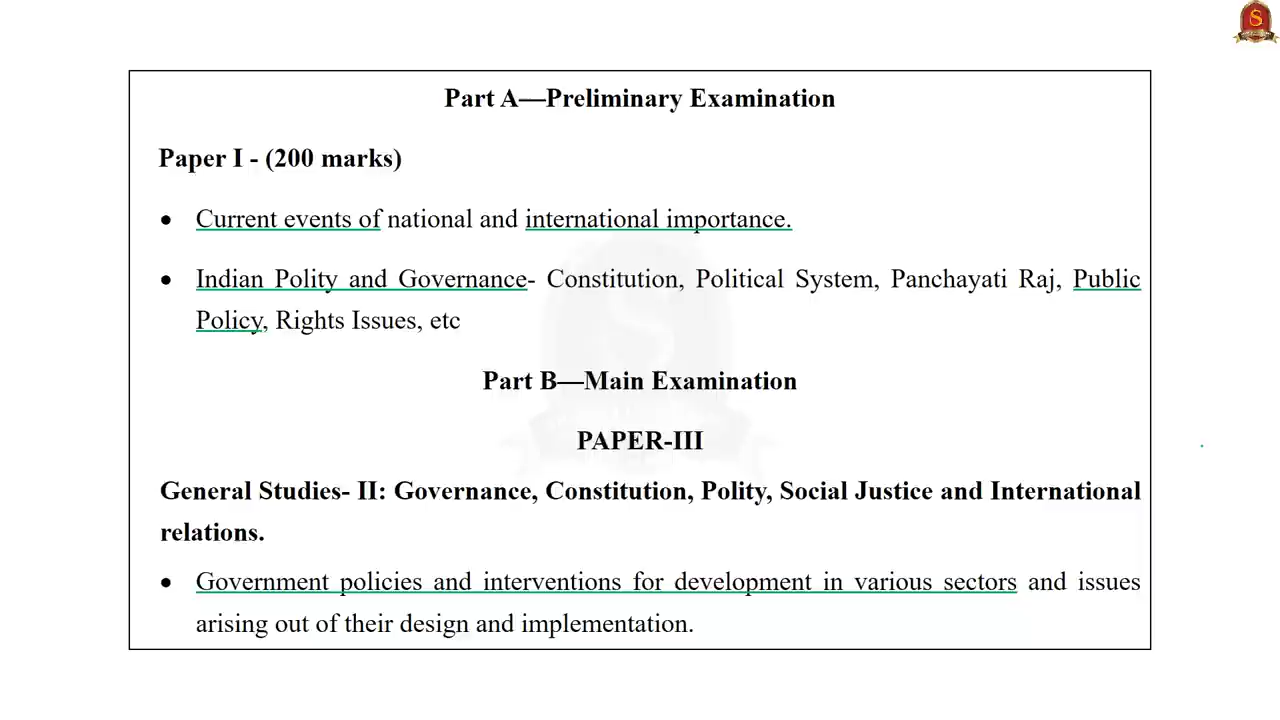 S
Part A—Preliminary Examination
Paper I - (200 marks)
• Current events of national and international importance.
• Indian Polity and Governance- Constitution, Political System, Panchayati Raj, Public
Policy, Rights Issues, etc
Part B—Main Examination
PAPER-III
General Studies- II: Governance, Constitution, Polity, Social Justice and International
relations.
• Government policies and interventions for development in various sectors and issues
arising out of their design and implementation.